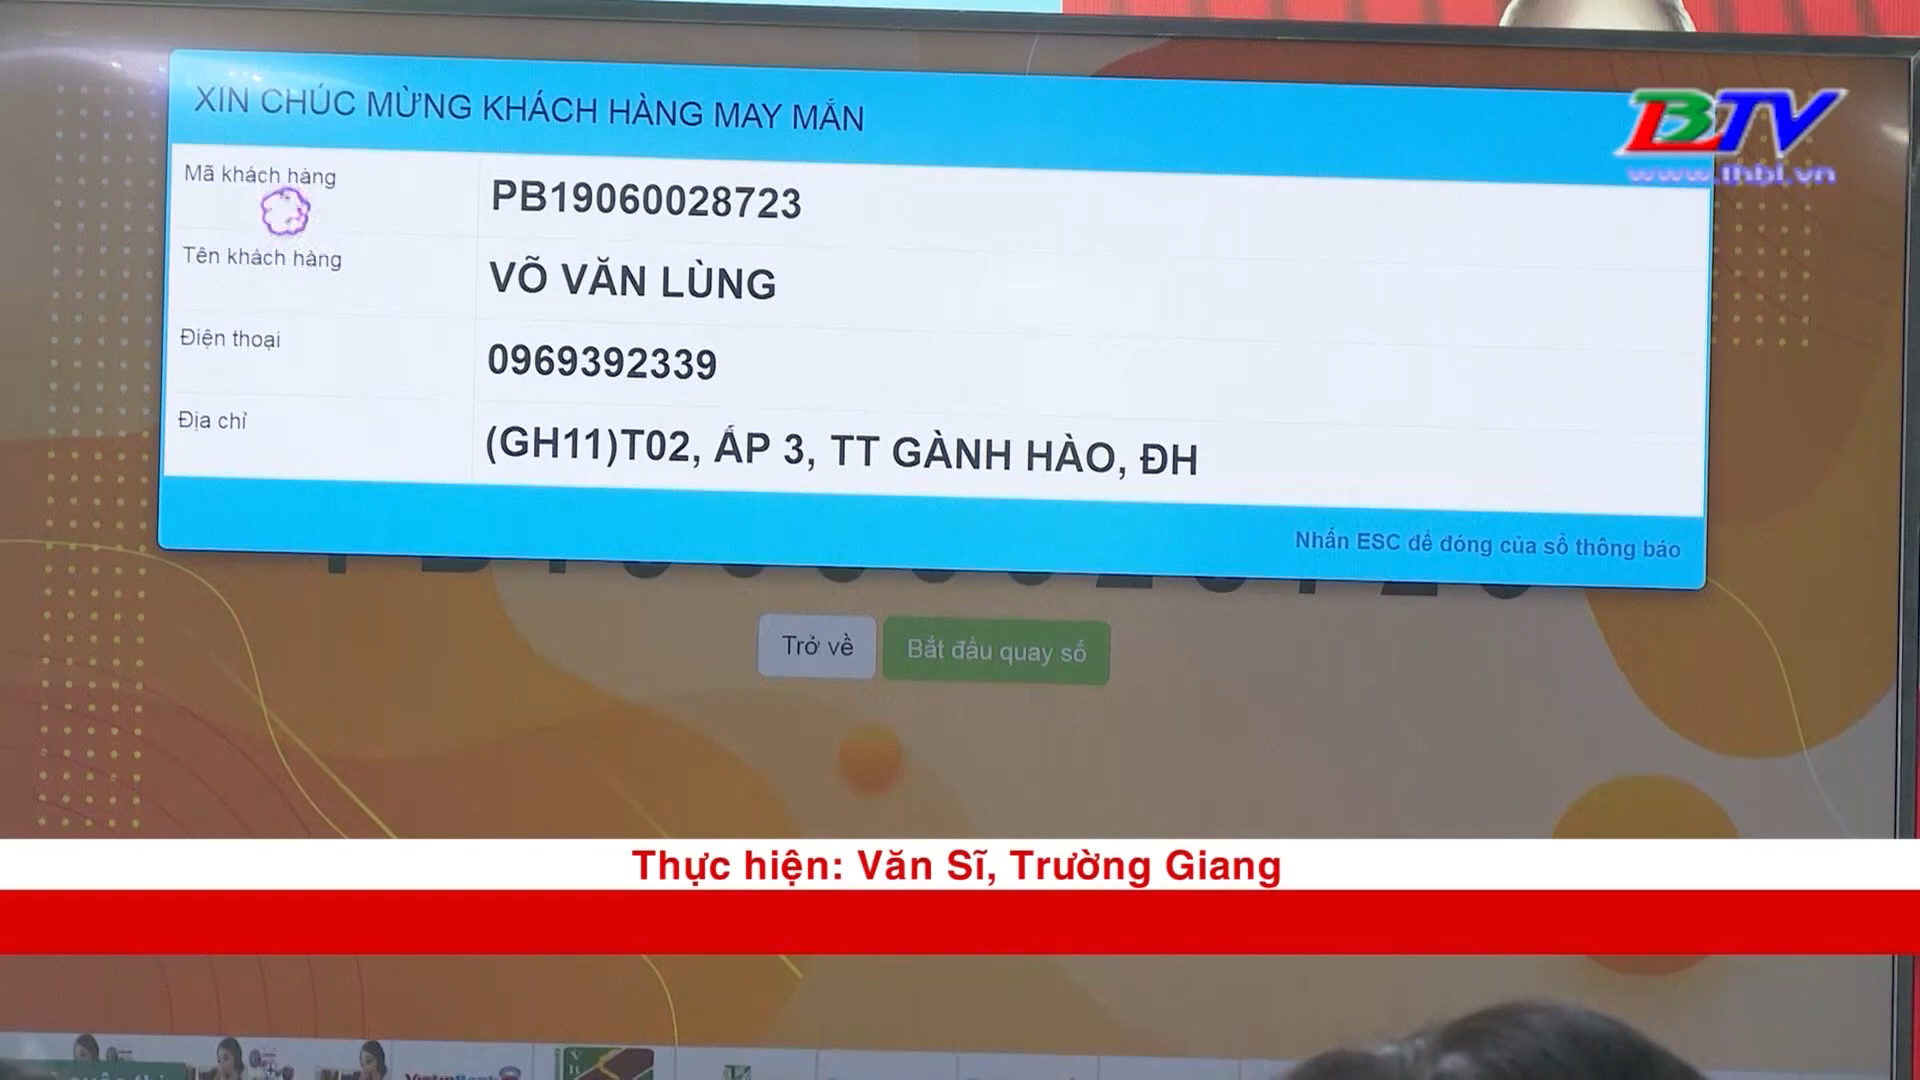 XIN CHÚC MỪNG KHÁCH HÀNG MAY MẮN
BTV
www.thbl.vn
Mã khách hàng
PB19060028723
Tên khách hàng
VÕ VĂN LÙNG
Điện thoại
0969392339
Địa chỉ
(GH11)T02, ẤP 3, TT GÀNH HÀO, ĐH
Nhấn ESC để đóng của sổ thông báo
Trở về
Bắt đầu quay số
Thực hiện: Văn Sĩ, Trường Giang